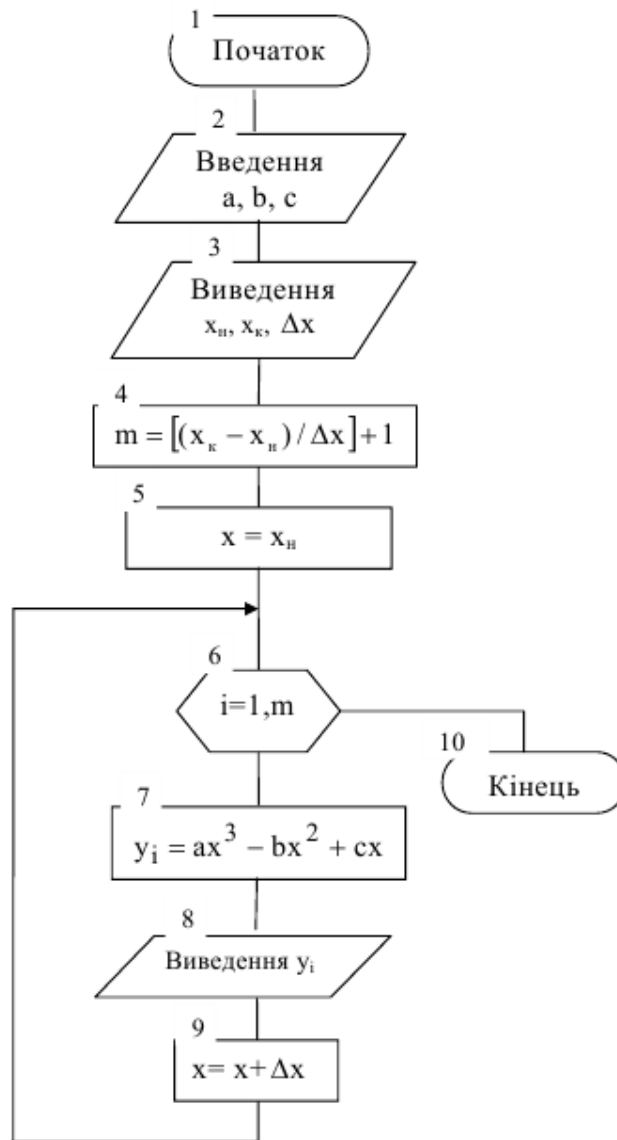 1
Початок
2
Введення
a, b, c
3
Виведення
xн, xк, Δx
4
m = [(xк − xн) / Δx] + 1
5
x = xн
6
i=1,m
10
Кінець
7
yi = ax³ − bx² + cx
8
Виведення yi
9
x= x+Δx